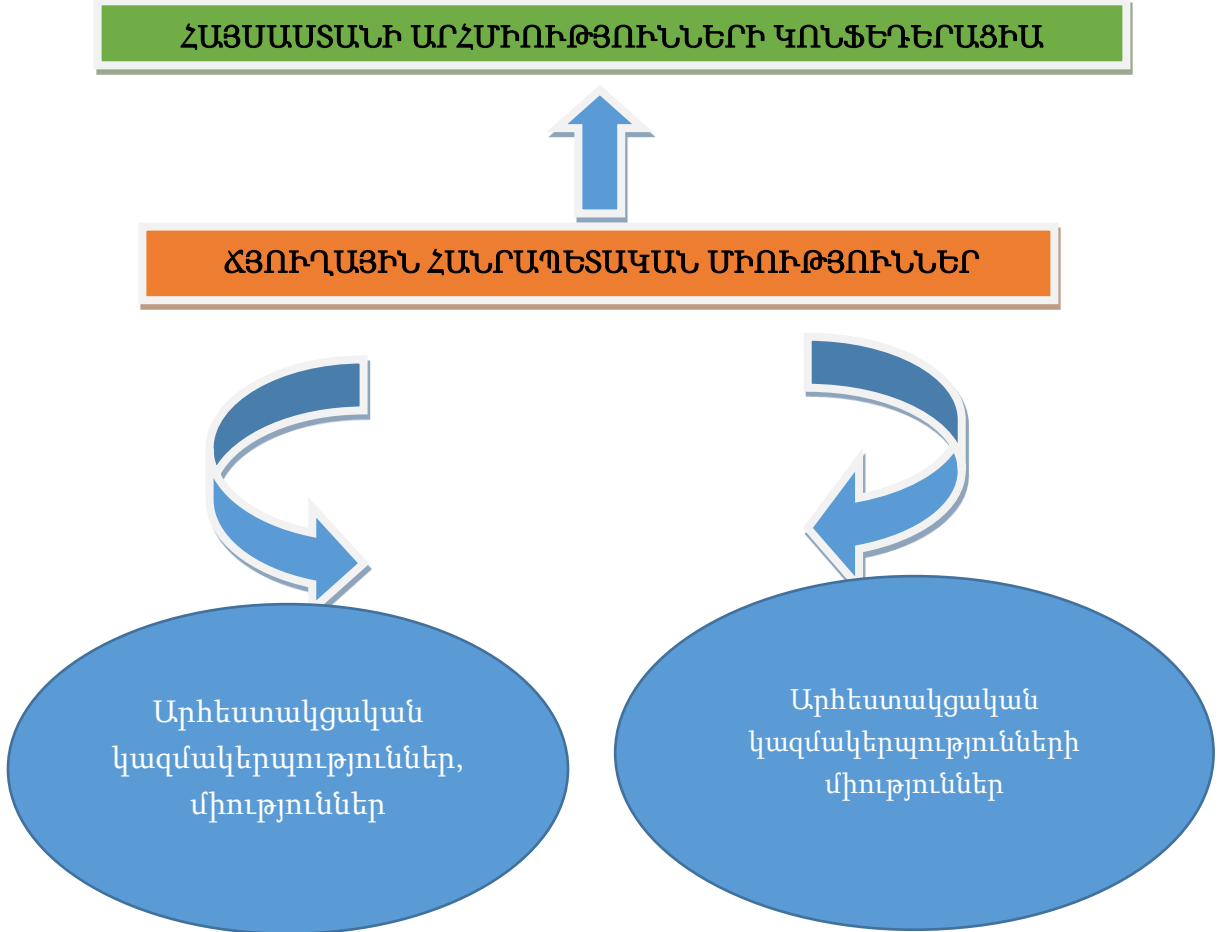 ՀԱՅԱՍՏԱՆԻ ԱՐՀՄԻՈՒԹՅՈՒՆՆԵՐԻ ԿՈՆՖԵԴԵՐԱՑԻԱ
ՃՅՈՒՂԱՅԻՆ ՀԱՆՐԱՊԵՏԱԿԱՆ ՄԻՈՒԹՅՈՒՆՆԵՐ
Արհեստակցական
կազմակերպություններ,
միություններ
Արհեստակցական
կազմակերպությունների
միություններ